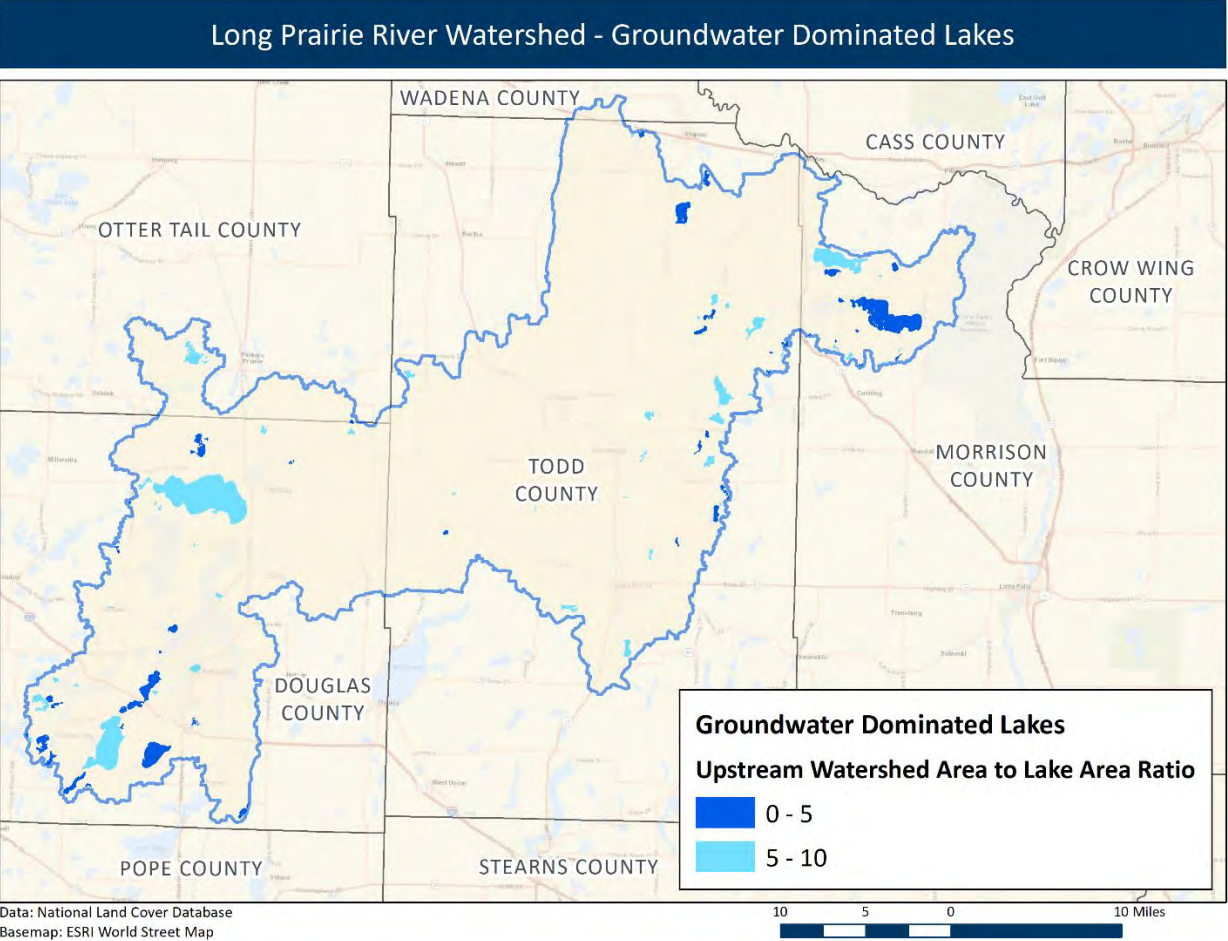 Long Prairie River Watershed - Groundwater Dominated Lakes
WADENA COUNTY
CASS COUNTY
OTTER TAIL COUNTY
CROW WING
COUNTY
TODD
COUNTY
MORRISON
COUNTY
DOUGLAS
COUNTY
POPE COUNTY
STEARNS COUNTY
West Union
Groundwater Dominated Lakes
Upstream Watershed Area to Lake Area Ratio
0 - 5
5 - 10
Data: National Land Cover Database
Basemap: ESRI World Street Map
10 5 0 10 Miles